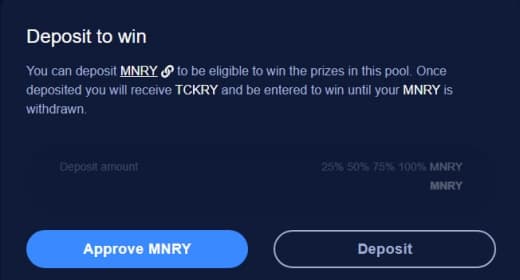 Deposit to win
You can deposit MNRY to be eligible to win the prizes in this pool. Once
deposited you will receive TCKRY and be entered to win until your MNRY is
withdrawn.
Deposit amount 25% 50% 75% 100% MNRY
MNRY
Approve MNRY Deposit